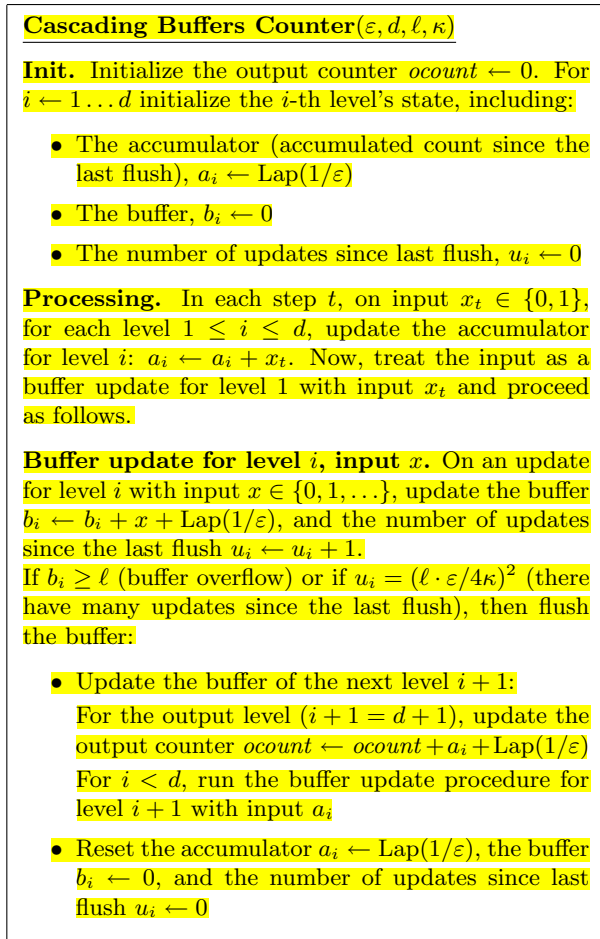 Cascading Buffers Counter(ε, d, ℓ, κ)
Init. Initialize the output counter ocount ← 0. For
i ← 1 . . . d initialize the i-th level's state, including:
• The accumulator (accumulated count since the
last flush), a_i ← Lap(1/ε)
• The buffer, b_i ← 0
• The number of updates since last flush, u_i ← 0
Processing. In each step t, on input x_t ∈ {0, 1},
for each level 1 ≤ i ≤ d, update the accumulator
for level i: a_i ← a_i + x_t. Now, treat the input as a
buffer update for level 1 with input x_t and proceed
as follows.
Buffer update for level i, input x. On an update
for level i with input x ∈ {0, 1, . . .}, update the buffer
b_i ← b_i + x + Lap(1/ε), and the number of updates
since the last flush u_i ← u_i + 1.
If b_i ≥ ℓ (buffer overflow) or if u_i = (ℓ · ε/4κ)² (there
have many updates since the last flush), then flush
the buffer:
• Update the buffer of the next level i + 1:
For the output level (i + 1 = d + 1), update the
output counter ocount ← ocount + a_i + Lap(1/ε)
For i < d, run the buffer update procedure for
level i + 1 with input a_i
• Reset the accumulator a_i ← Lap(1/ε), the buffer
b_i ← 0, and the number of updates since last
flush u_i ← 0